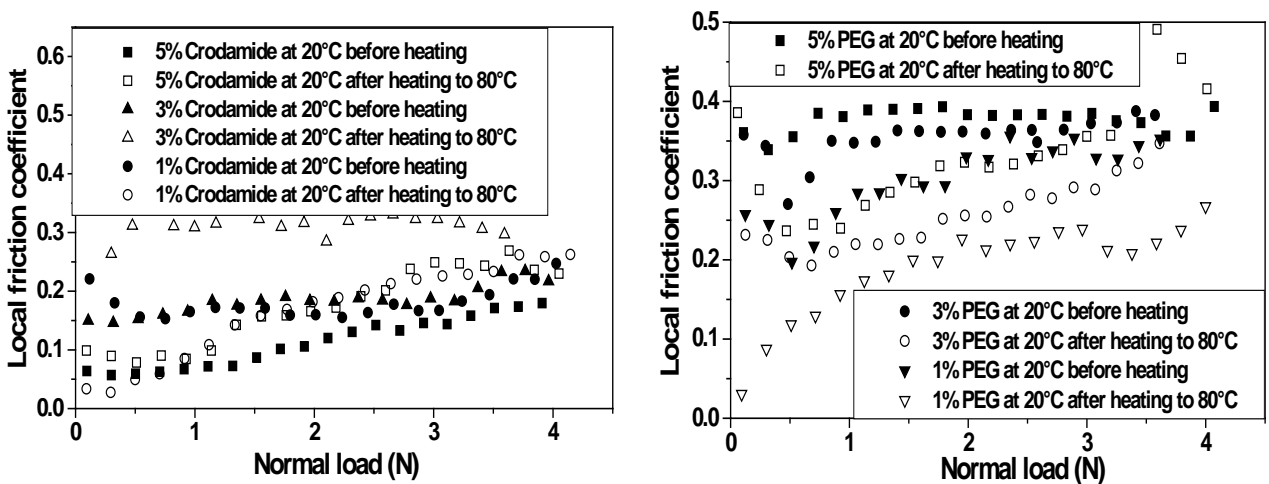 0.6
0.5
0.4
0.3
0.2
0.1
0.0
Local friction coefficient
5% Crodamide at 20°C before heating
5% Crodamide at 20°C after heating to 80°C
3% Crodamide at 20°C before heating
3% Crodamide at 20°C after heating to 80°C
1% Crodamide at 20°C before heating
1% Crodamide at 20°C after heating to 80°C
0 1 2 3 4
Normal load (N)
0.5
0.4
0.3
0.2
0.1
0.0
Local friction coefficient
5% PEG at 20°C before heating
5% PEG at 20°C after heating to 80°C
3% PEG at 20°C before heating
3% PEG at 20°C after heating to 80°C
1% PEG at 20°C before heating
1% PEG at 20°C after heating to 80°C
0 1 2 3 4
Normal load (N)